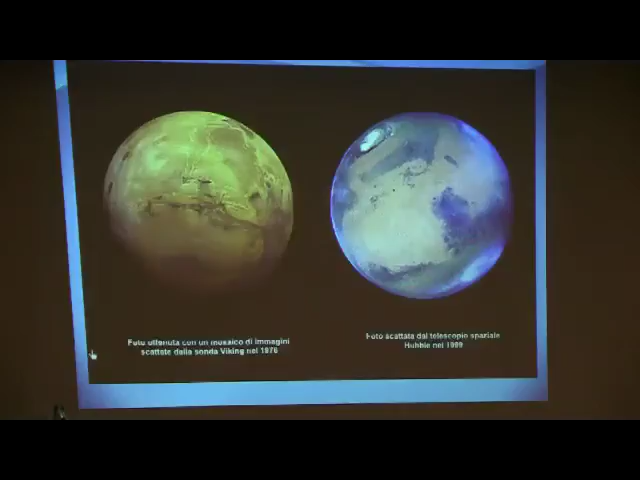 Foto ottenuta con un mosaico di immagini
scattate dalla sonda Viking nel 1976
Foto scattata dal telescopio spaziale
Hubble nel 1999